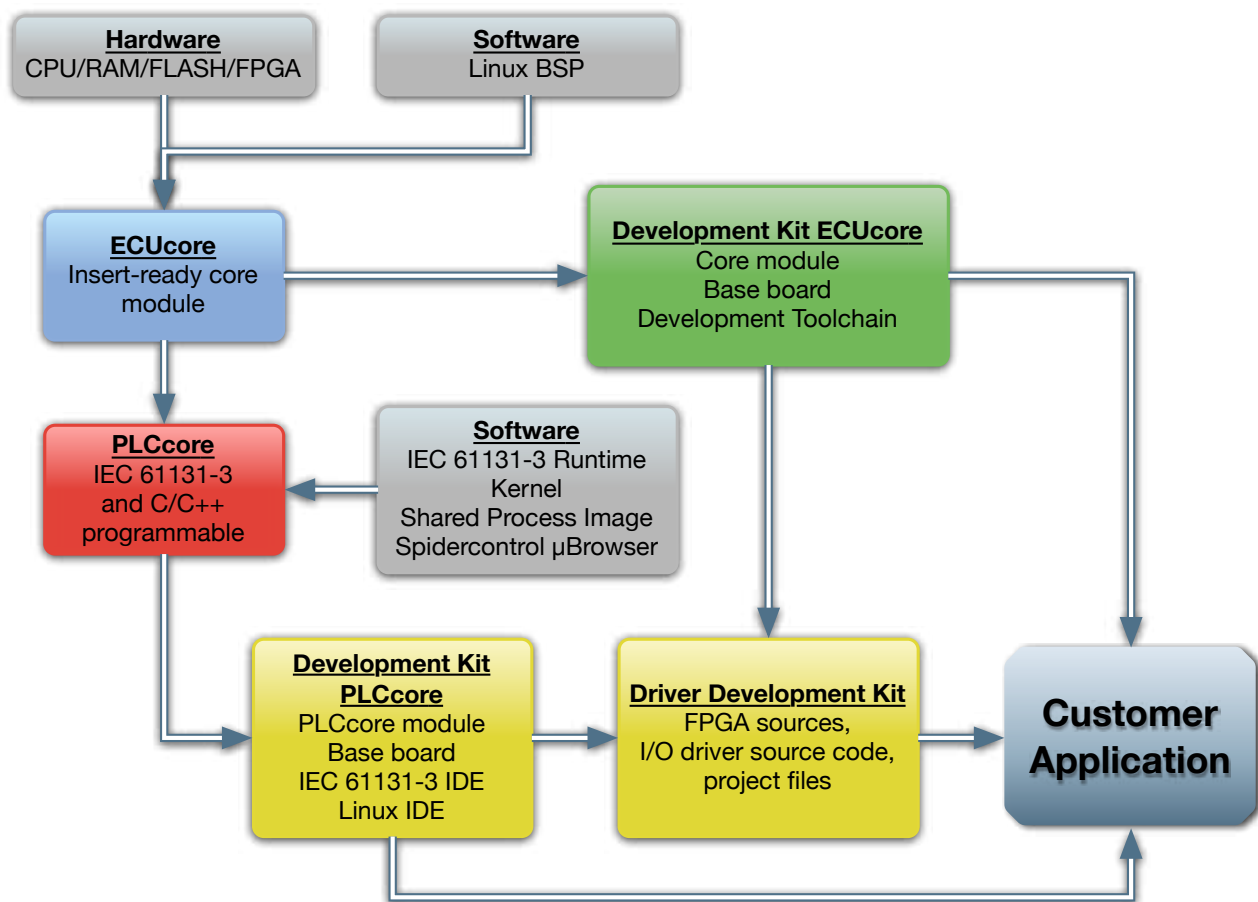 Hardware
CPU/RAM/FLASH/FPGA
Software
Linux BSP
ECUcore
Insert-ready core
module
Development Kit ECUcore
Core module
Base board
Development Toolchain
PLCcore
IEC 61131-3
and C/C++
programmable
Software
IEC 61131-3 Runtime
Kernel
Shared Process Image
Spidercontrol µBrowser
Development Kit
PLCcore
PLCcore module
Base board
IEC 61131-3 IDE
Linux IDE
Driver Development Kit
FPGA sources,
I/O driver source code,
project files
Customer
Application